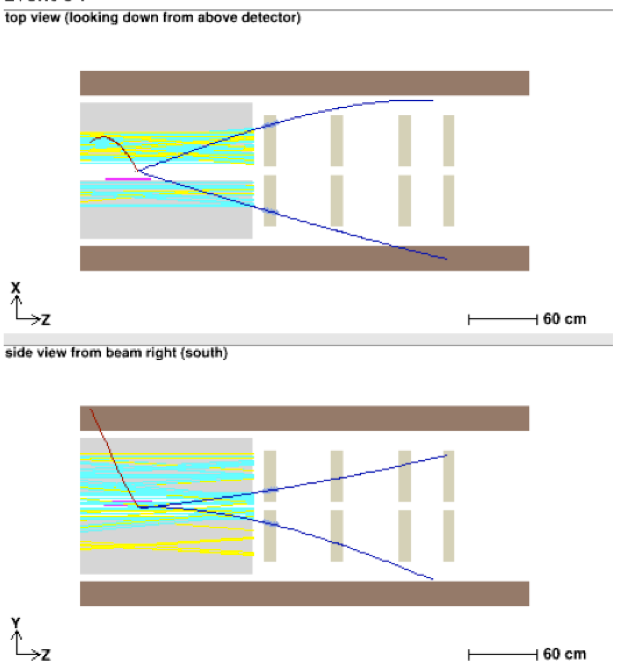 top view (looking down from above detector)
X
Z
60 cm
side view from beam right (south)
Y
Z
60 cm